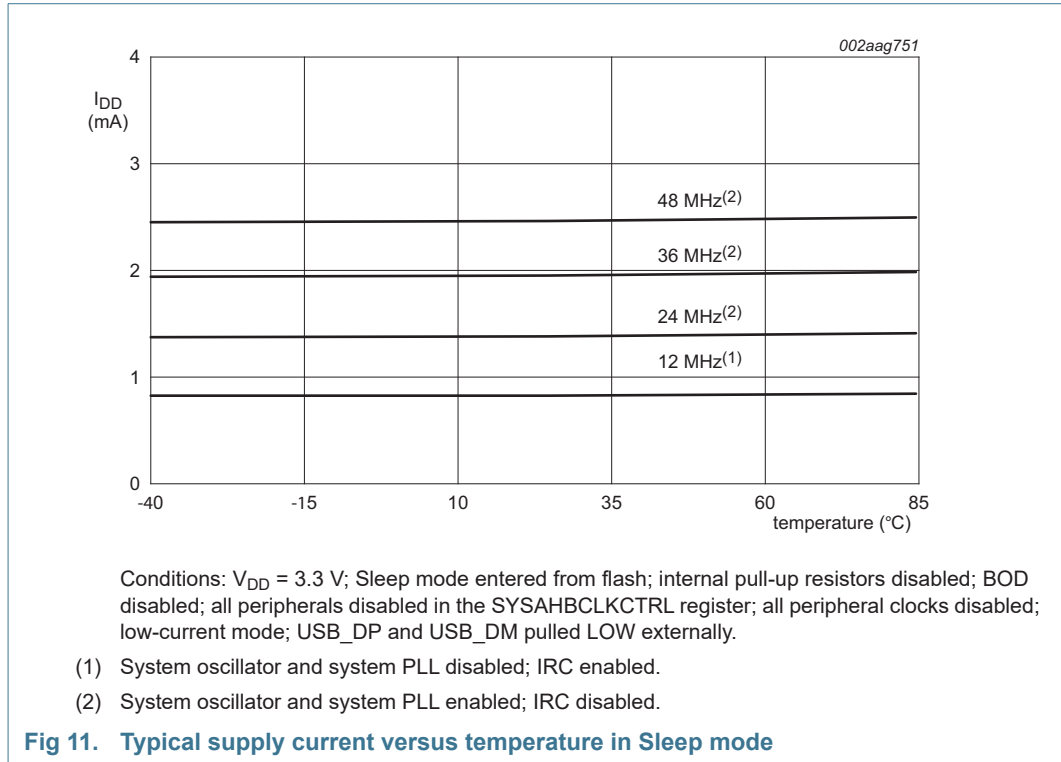 002aag751
4
I_DD
(mA)
3
48 MHz(2)
36 MHz(2)
2
24 MHz(2)
12 MHz(1)
1
0
-40 -15 10 35 60 85
temperature (°C)
Conditions: V_DD = 3.3 V; Sleep mode entered from flash; internal pull-up resistors disabled; BOD
disabled; all peripherals disabled in the SYSAHBCLKCTRL register; all peripheral clocks disabled;
low-current mode; USB_DP and USB_DM pulled LOW externally.
(1) System oscillator and system PLL disabled; IRC enabled.
(2) System oscillator and system PLL enabled; IRC disabled.
Fig 11. Typical supply current versus temperature in Sleep mode